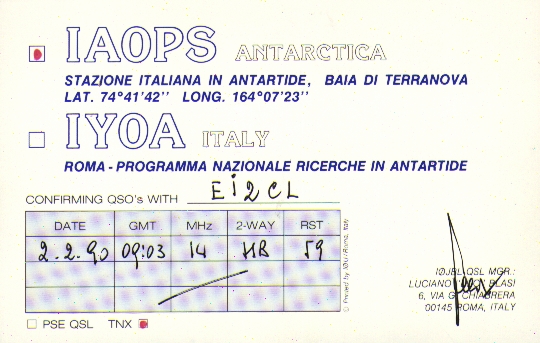 IA0PS ANTARCTICA
STAZIONE ITALIANA IN ANTARTIDE, BAIA DI TERRANOVA
LAT. 74°41'42'' LONG. 164°07'23''
IY0A ITALY
ROMA - PROGRAMMA NAZIONALE RICERCHE IN ANTARTIDE
CONFIRMING QSO's WITH EI2CL
DATE GMT MHz 2-WAY RST
2.2.90 09:03 14 HB 59
PSE QSL TNX
IØJBL QSL MGR.:
LUCIANO BLASI
6, VIA G. CHIABRERA
00145 ROMA, ITALY